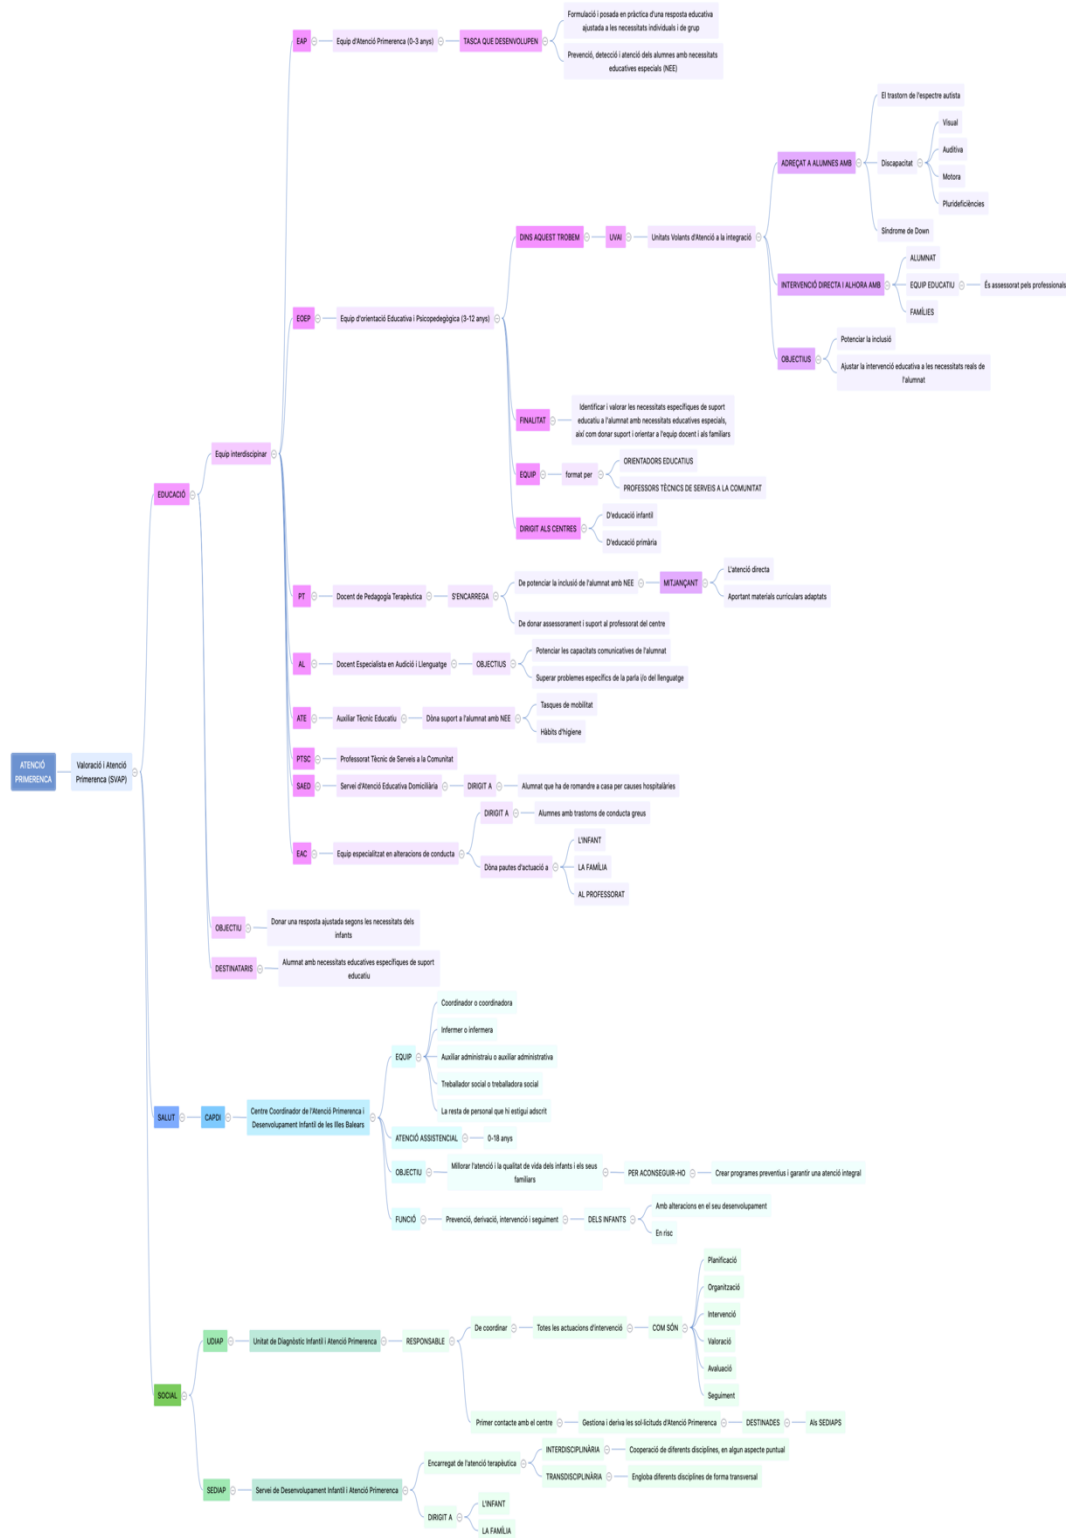 ATENCIÓ
PRIMERENCA
Valoració i Atenció
Primerenca (SVAP)
EDUCACIÓ
Equip interdiscipinar
EAP
Equip d'Atenció Primerenca (0-3 anys)
TASCA QUE DESENVOLUPEN
Formulació i posada en pràctica d'una resposta educativa
ajustada a les necessitats individuals i de grup
Prevenció, detecció i atenció dels alumnes amb necessitats
educatives especials (NEE)
EOEP
Equip d'orientació Educativa i Psicopedegògica (3-12 anys)
DINS AQUEST TROBEM
UVAI
Unitats Volants d'Atenció a la integració
ADREÇAT A ALUMNES AMB
El trastorn de l'espectre autista
Discapacitat
Visual
Auditiva
Motora
Plurideficiències
Síndrome de Down
INTERVENCIÓ DIRECTA I ALHORA AMB
ALUMNAT
EQUIP EDUCATIU
És assessorat pels professionals
FAMÍLIES
OBJECTIUS
Potenciar la inclusió
Ajustar la intervenció educativa a les necessitats reals de
l'alumnat
FINALITAT
Identificar i valorar les necessitats específiques de suport
educatiu a l'alumnat amb necessitats educatives especials,
així com donar suport i orientar a l'equip docent i als familiars
EQUIP
format per
ORIENTADORS EDUCATIUS
PROFESSORS TÈCNICS DE SERVEIS A LA COMUNITAT
DIRIGIT ALS CENTRES
D'educació infantil
D'educació primària
PT
Docent de Pedagogía Terapèutica
S'ENCARREGA
De potenciar la inclusió de l'alumnat amb NEE
MITJANÇANT
L'atenció directa
Aportant materials curriculars adaptats
De donar assessorament i suport al professorat del centre
AL
Docent Especialista en Audició i Llenguatge
OBJECTIUS
Potenciar les capacitats comunicatives de l'alumnat
Superar problemes específics de la parla i/o del llenguatge
ATE
Auxiliar Tècnic Educatiu
Dòna suport a l'alumnat amb NEE
Tasques de mobilitat
Hàbits d'higiene
PTSC
Professorat Tècnic de Serveis a la Comunitat
SAED
Servei d'Atenció Educativa Domiciliària
DIRIGIT A
Alumnat que ha de romandre a casa per causes hospitalàries
EAC
Equip especialitzat en alteracions de conducta
DIRIGIT A
Alumnes amb trastorns de conducta greus
Dòna pautes d'actuació a
L'INFANT
LA FAMÍLIA
AL PROFESSORAT
OBJECTIU
Donar una resposta ajustada segons les necessitats dels
infants
DESTINATARIS
Alumnat amb necessitats educatives específiques de suport
educatiu
SALUT
CAPDI
Centre Coordinador de l'Atenció Primerenca i
Desenvolupament Infantil de les Illes Balears
EQUIP
Coordinador o coordinadora
Infermer o infermera
Auxiliar administraiu o auxiliar administrativa
Treballador social o treballadora social
La resta de personal que hi estigui adscrit
ATENCIÓ ASSISTENCIAL
0-18 anys
OBJECTIU
Millorar l'atenció i la qualitat de vida dels infants i els seus
familiars
PER ACONSEGUIR-HO
Crear programes preventius i garantir una atenció integral
FUNCIÓ
Prevenció, derivació, intervenció i seguiment
DELS INFANTS
Amb alteracions en el seu desenvolupament
En risc
SOCIAL
UDIAP
Unitat de Diagnòstic Infantil i Atenció Primerenca
RESPONSABLE
De coordinar
Totes les actuacions d'intervenció
COM SÓN
Planificació
Organització
Intervenció
Valoració
Avaluació
Seguiment
Primer contacte amb el centre
Gestiona i deriva les sol·licituds d'Atenció Primerenca
DESTINADES
Als SEDIAPS
SEDIAP
Servei de Desenvolupament Infantil i Atenció Primerenca
Encarregat de l'atenció terapèutica
INTERDISCIPLINÀRIA
Cooperació de diferents disciplines, en algun aspecte puntual
TRANSDISCIPLINÀRIA
Engloba diferents disciplines de forma transversal
DIRIGIT A
L'INFANT
LA FAMÍLIA